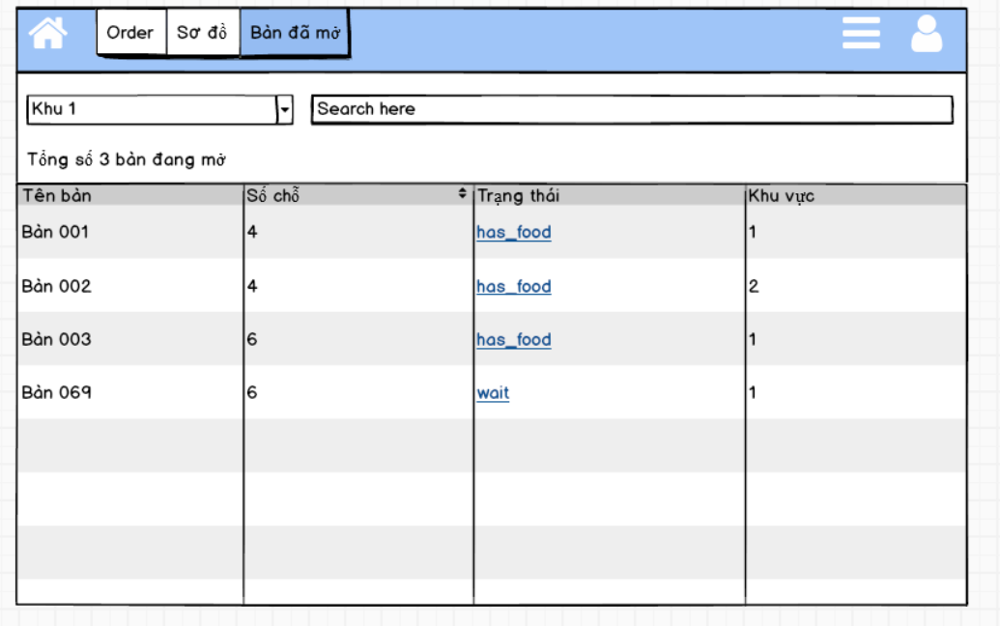 Order Sơ đồ Bàn đã mở
Khu 1 Search here
Tổng số 3 bàn đang mở
Tên bàn Số chỗ Trạng thái Khu vực
Bàn 001 4 has_food 1
Bàn 002 4 has_food 2
Bàn 003 6 has_food 1
Bàn 069 6 wait 1